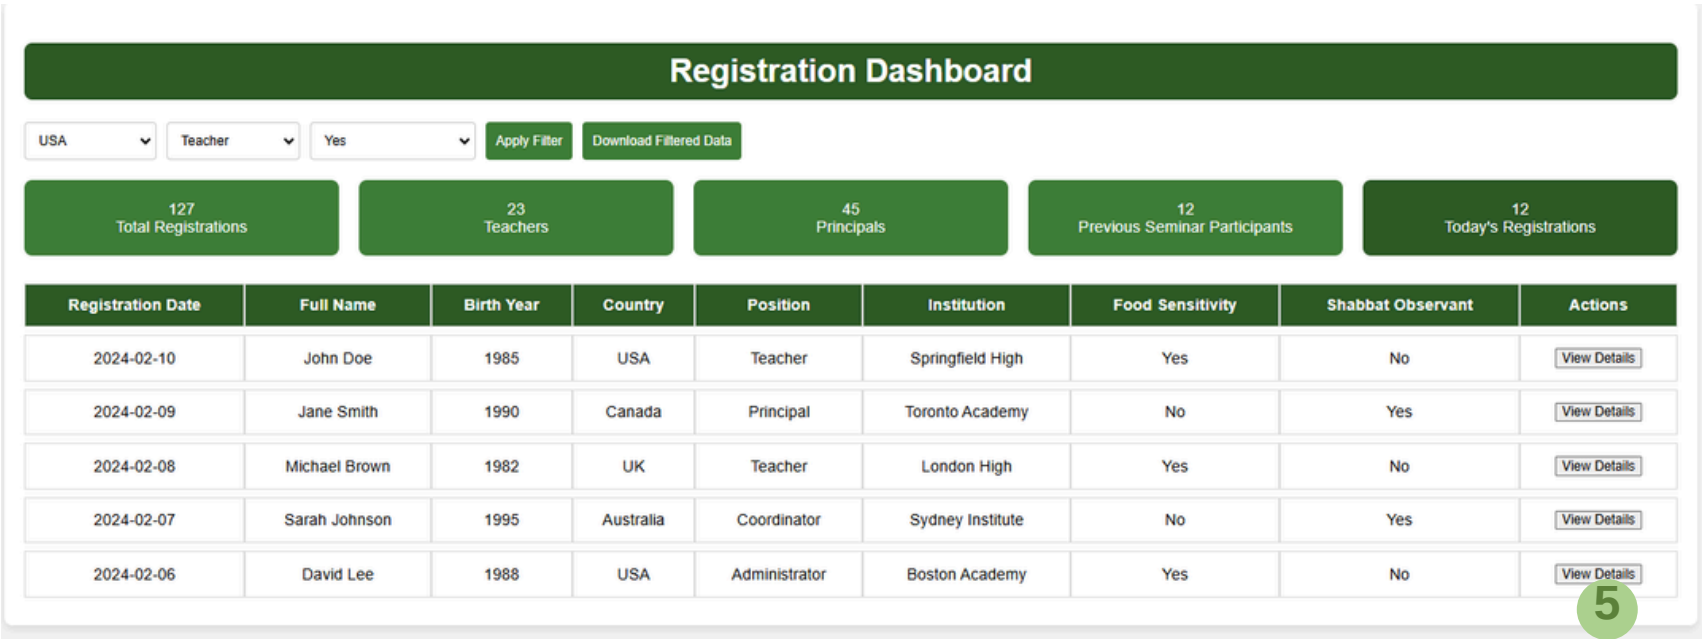 Registration Dashboard
USA Teacher Yes Apply Filter Download Filtered Data
127
Total Registrations
23
Teachers
45
Principals
12
Previous Seminar Participants
12
Today's Registrations
Registration Date Full Name Birth Year Country Position Institution Food Sensitivity Shabbat Observant Actions
2024-02-10 John Doe 1985 USA Teacher Springfield High Yes No View Details
2024-02-09 Jane Smith 1990 Canada Principal Toronto Academy No Yes View Details
2024-02-08 Michael Brown 1982 UK Teacher London High Yes No View Details
2024-02-07 Sarah Johnson 1995 Australia Coordinator Sydney Institute No Yes View Details
2024-02-06 David Lee 1988 USA Administrator Boston Academy Yes No View Details
5